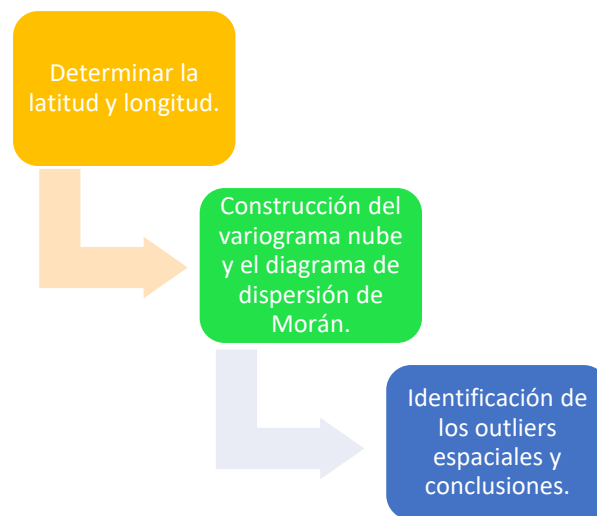 Determinar la
latitud y longitud.
Construcción del
variograma nube
y el diagrama de
dispersión de
Morán.
Identificación de
los outliers
espaciales y
conclusiones.